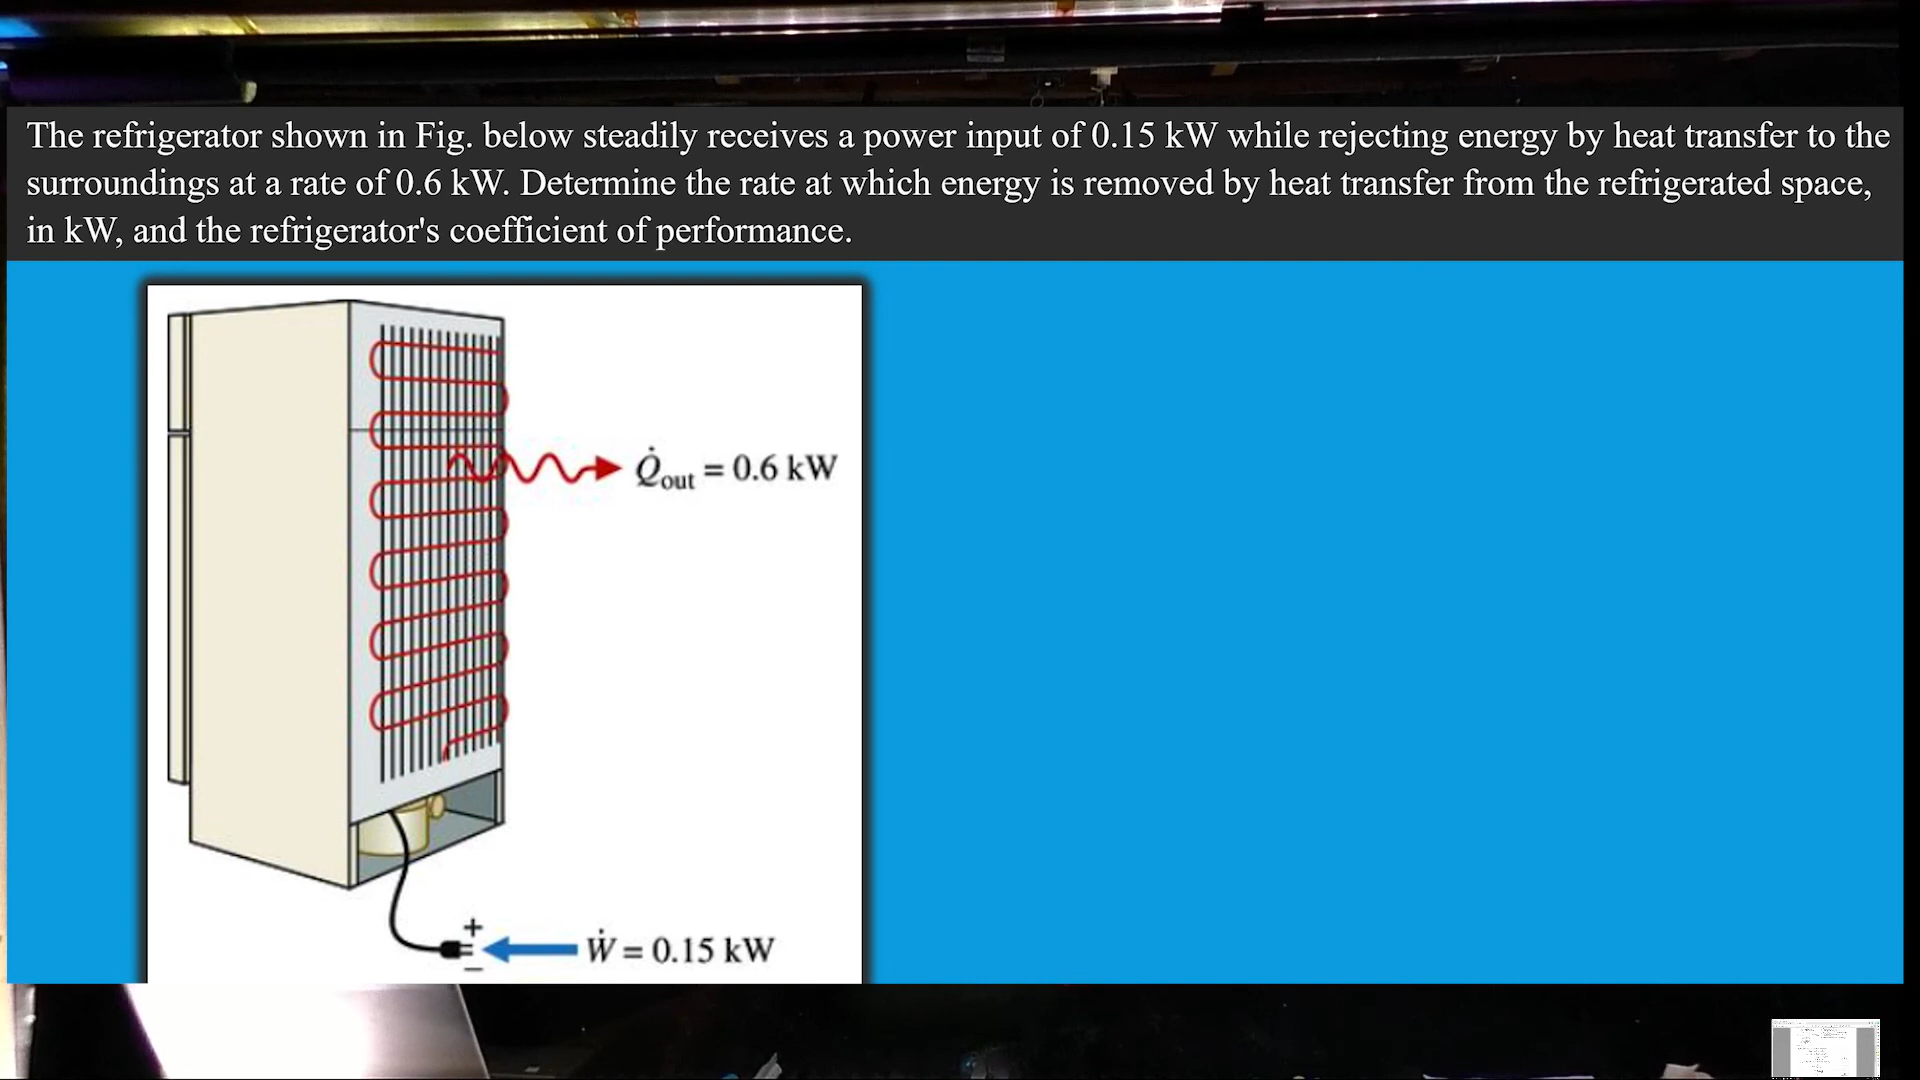 The refrigerator shown in Fig. below steadily receives a power input of 0.15 kW while rejecting energy by heat transfer to the
surroundings at a rate of 0.6 kW. Determine the rate at which energy is removed by heat transfer from the refrigerated space,
in kW, and the refrigerator's coefficient of performance.
Q̇out = 0.6 kW
+
Ẇ = 0.15 kW
−